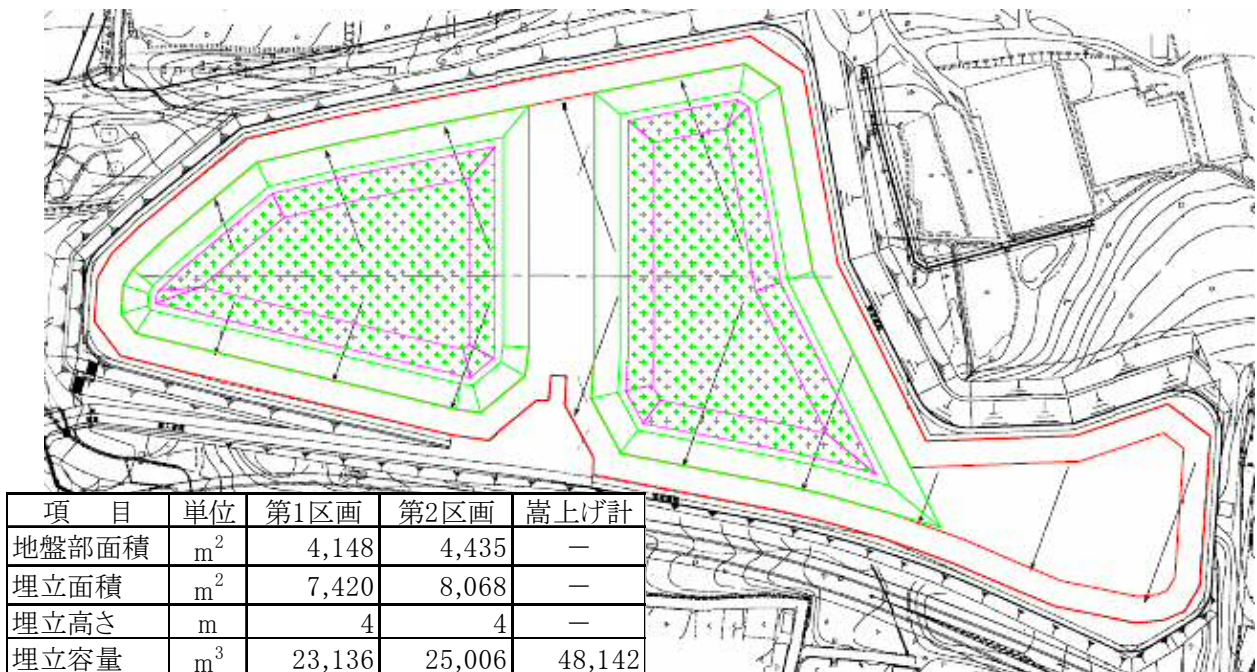 項 目 単位 第1区画 第2区画 嵩上げ計
地盤部面積 m² 4,148 4,435 －
埋立面積 m² 7,420 8,068 －
埋立高さ m 4 4 －
埋立容量 m³ 23,136 25,006 48,142